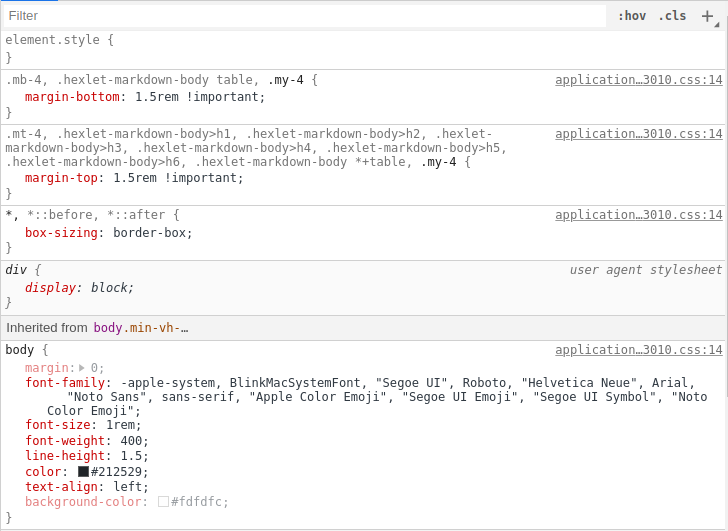 Filter :hov .cls +
element.style {
}
.mb-4, .hexlet-markdown-body table, .my-4 { application…3010.css:14
margin-bottom: 1.5rem !important;
}
.mt-4, .hexlet-markdown-body>h1, .hexlet-markdown-body>h2, .hexlet- application…3010.css:14
markdown-body>h3, .hexlet-markdown-body>h4, .hexlet-markdown-body>h5,
.hexlet-markdown-body>h6, .hexlet-markdown-body *+table, .my-4 {
margin-top: 1.5rem !important;
}
*, *::before, *::after { application…3010.css:14
box-sizing: border-box;
}
div { user agent stylesheet
display: block;
}
Inherited from body.min-vh-…
body { application…3010.css:14
margin: 0;
font-family: -apple-system, BlinkMacSystemFont, "Segoe UI", Roboto, "Helvetica Neue", Arial,
"Noto Sans", sans-serif, "Apple Color Emoji", "Segoe UI Emoji", "Segoe UI Symbol", "Noto
Color Emoji";
font-size: 1rem;
font-weight: 400;
line-height: 1.5;
color: #212529;
text-align: left;
background-color: #fdfdfc;
}